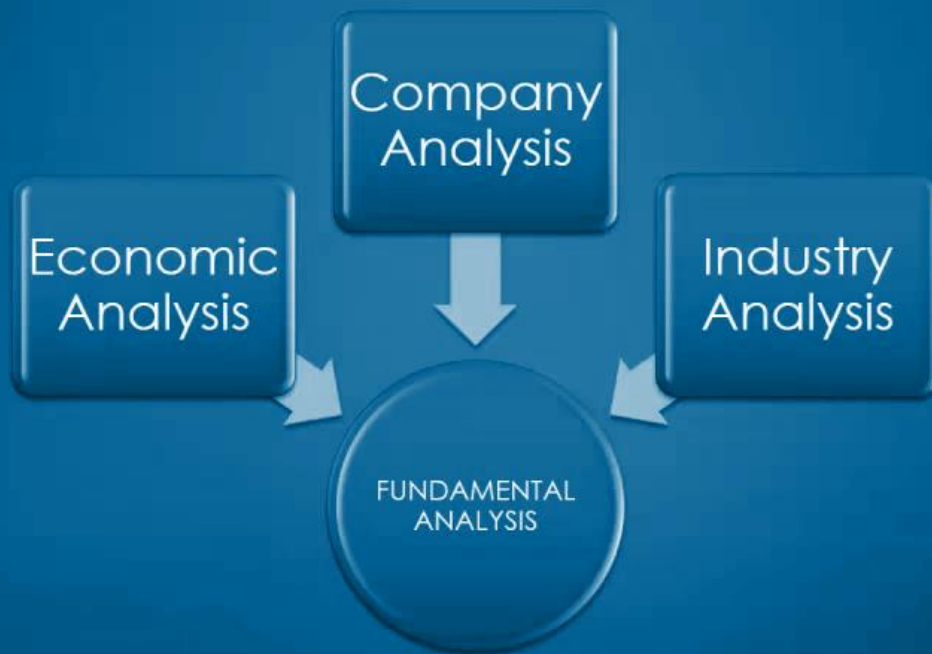 Company
Analysis
Economic
Analysis
Industry
Analysis
FUNDAMENTAL
ANALYSIS